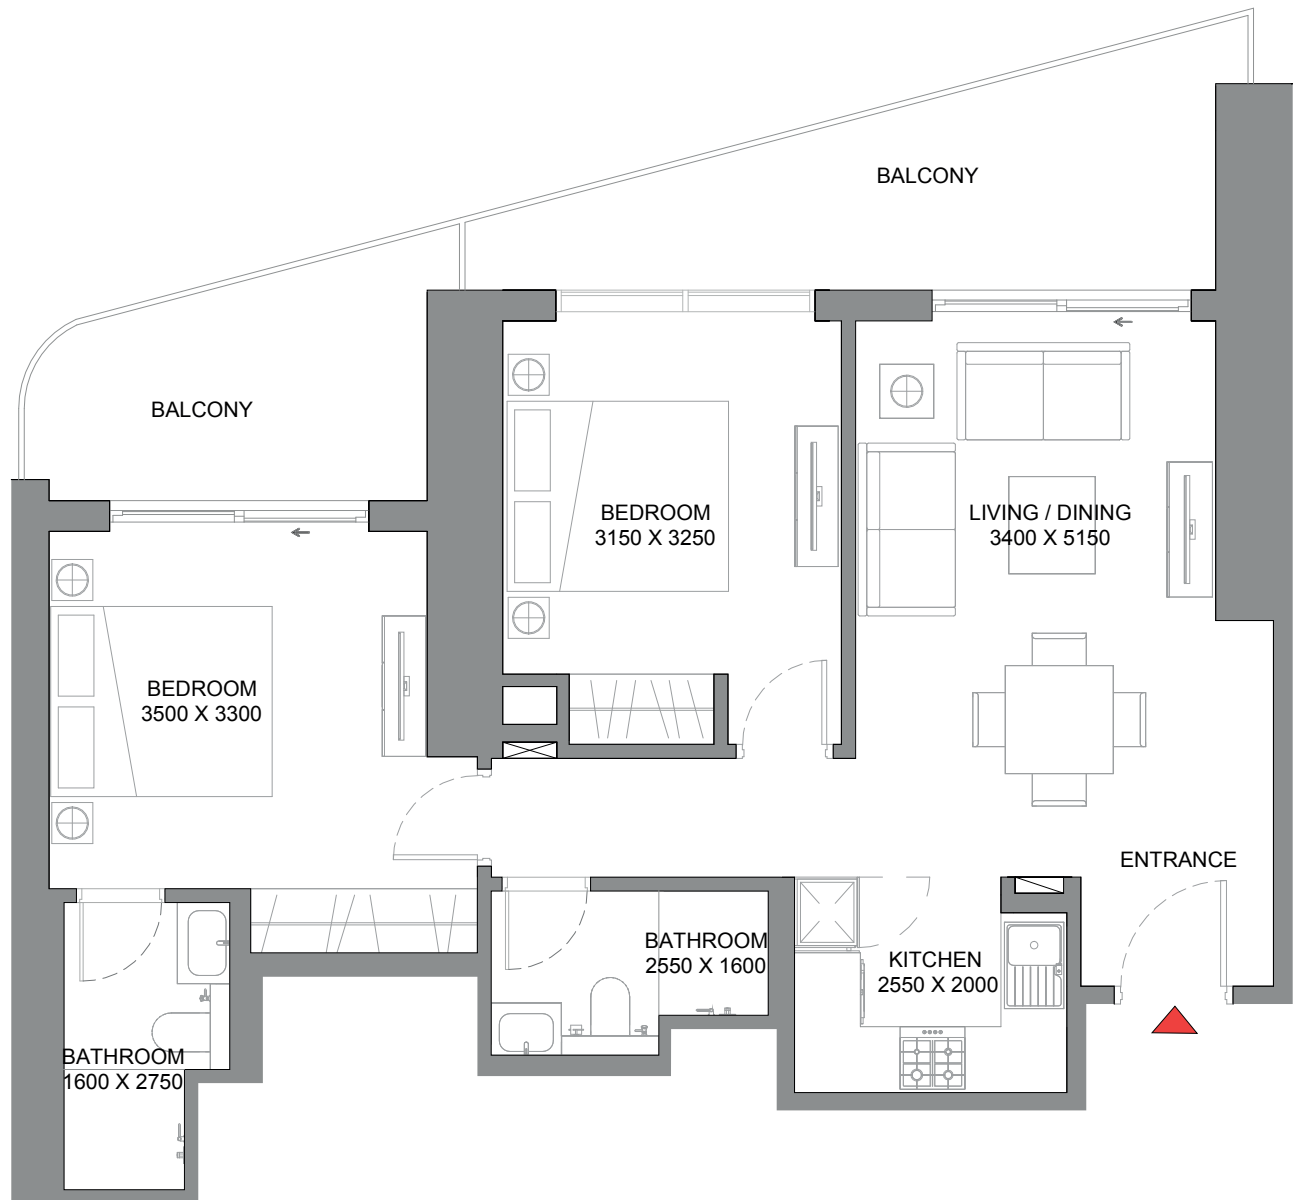 BALCONY
BALCONY
BEDROOM
3150 X 3250
LIVING / DINING
3400 X 5150
BEDROOM
3500 X 3300
ENTRANCE
BATHROOM
2550 X 1600
KITCHEN
2550 X 2000
BATHROOM
1600 X 2750